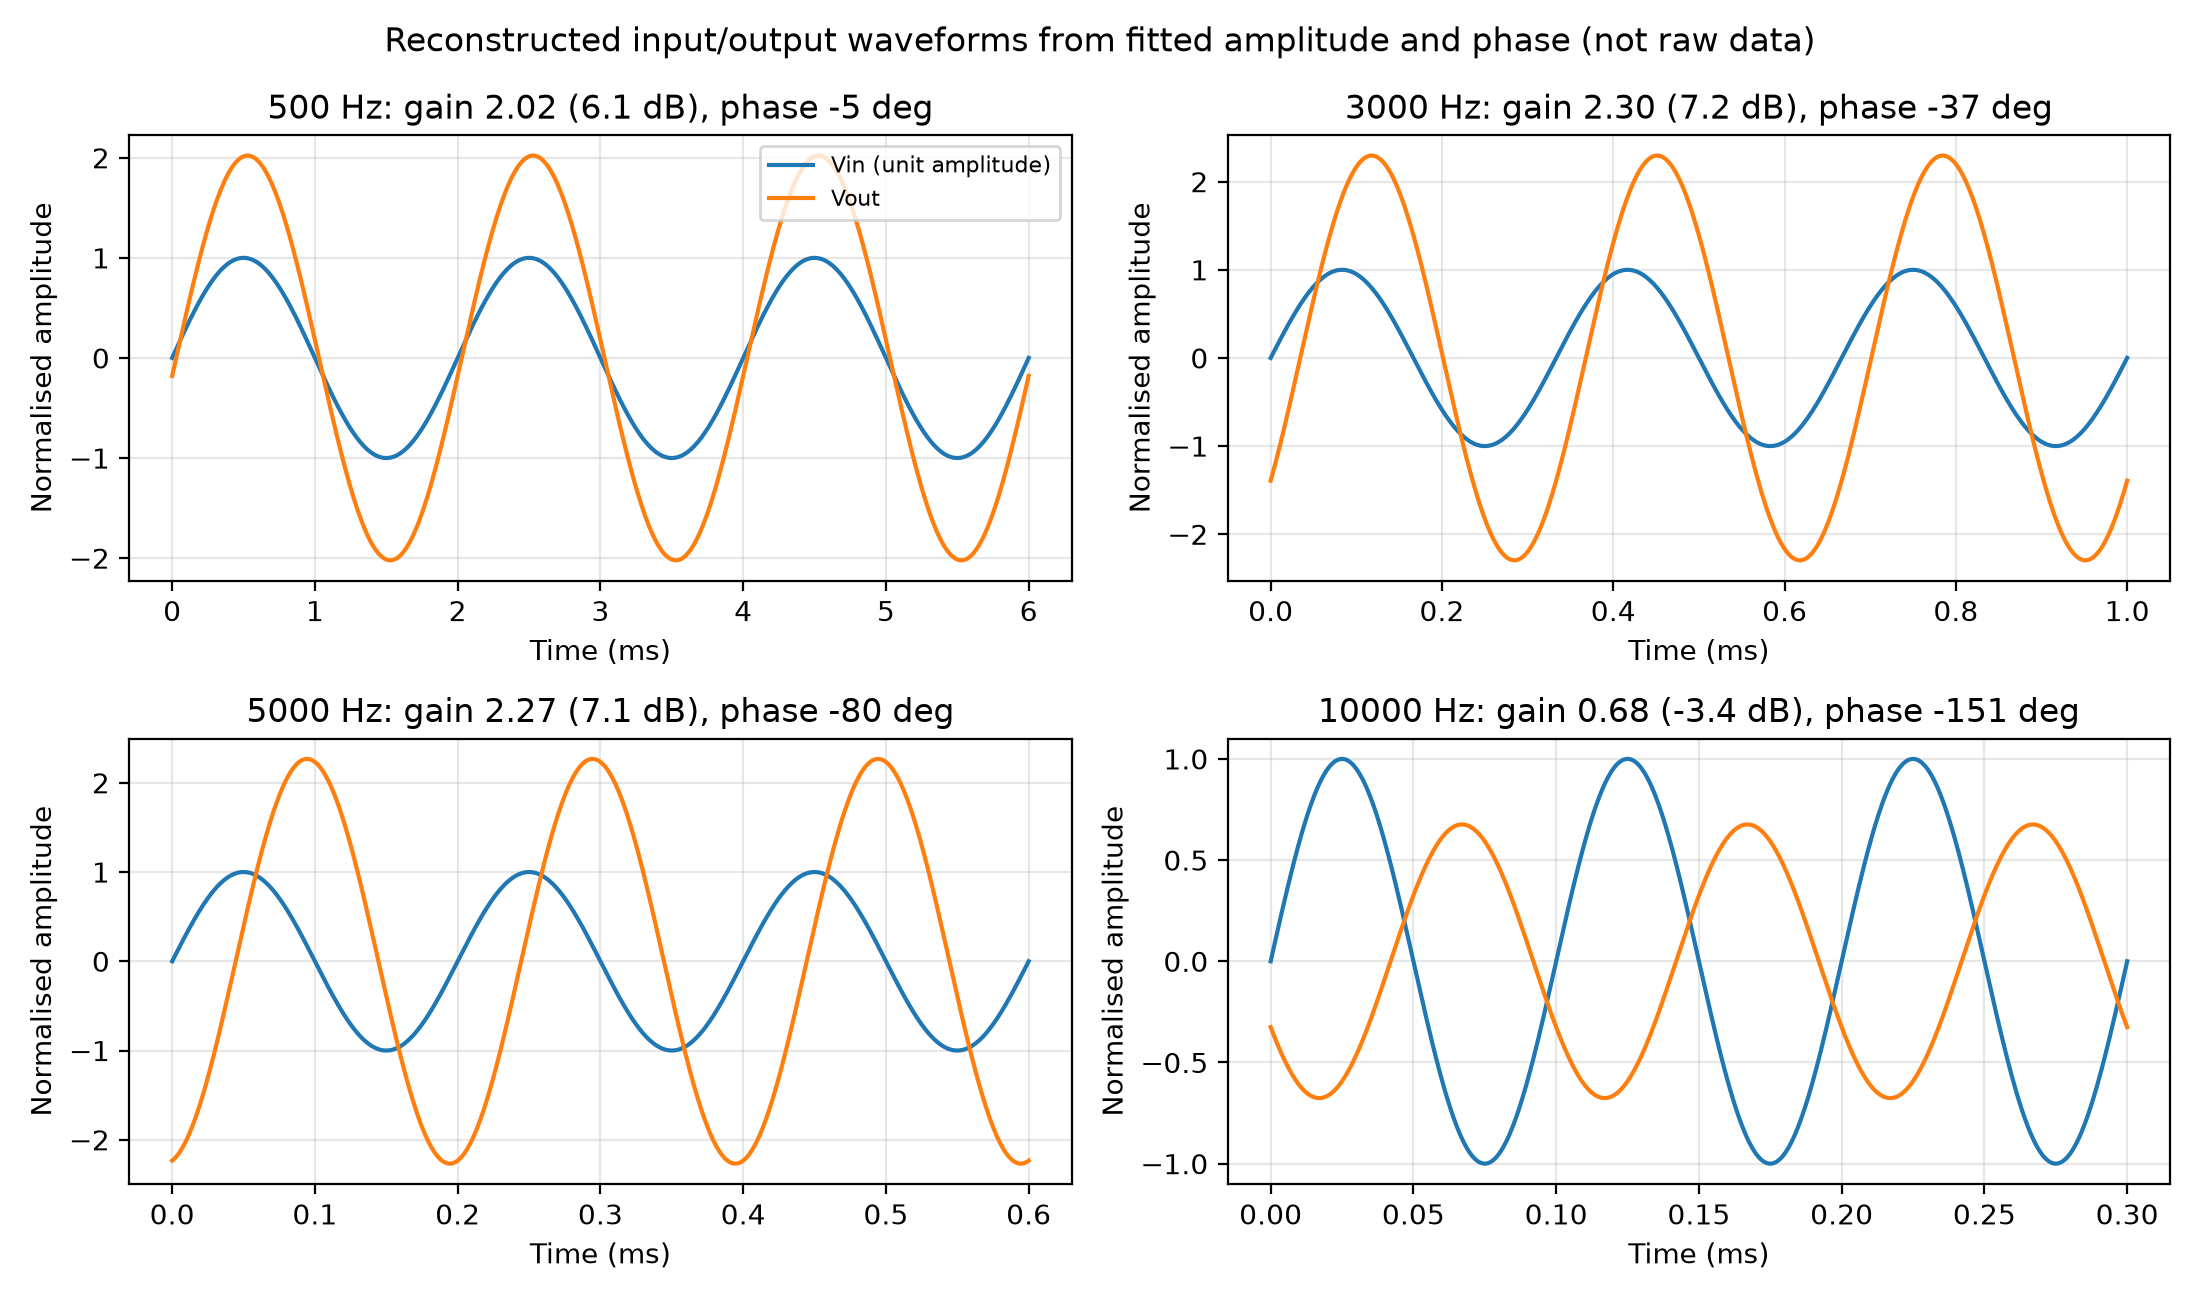 Reconstructed input/output waveforms from fitted amplitude and phase (not raw data)
500 Hz: gain 2.02 (6.1 dB), phase -5 deg
Vin (unit amplitude)
Vout
Normalised amplitude
2
1
0
−1
−2
0 1 2 3 4 5 6
Time (ms)
3000 Hz: gain 2.30 (7.2 dB), phase -37 deg
Normalised amplitude
2
1
0
−1
−2
0.0 0.2 0.4 0.6 0.8 1.0
Time (ms)
5000 Hz: gain 2.27 (7.1 dB), phase -80 deg
Normalised amplitude
2
1
0
−1
−2
0.0 0.1 0.2 0.3 0.4 0.5 0.6
Time (ms)
10000 Hz: gain 0.68 (-3.4 dB), phase -151 deg
Normalised amplitude
1.0
0.5
0.0
−0.5
−1.0
0.00 0.05 0.10 0.15 0.20 0.25 0.30
Time (ms)